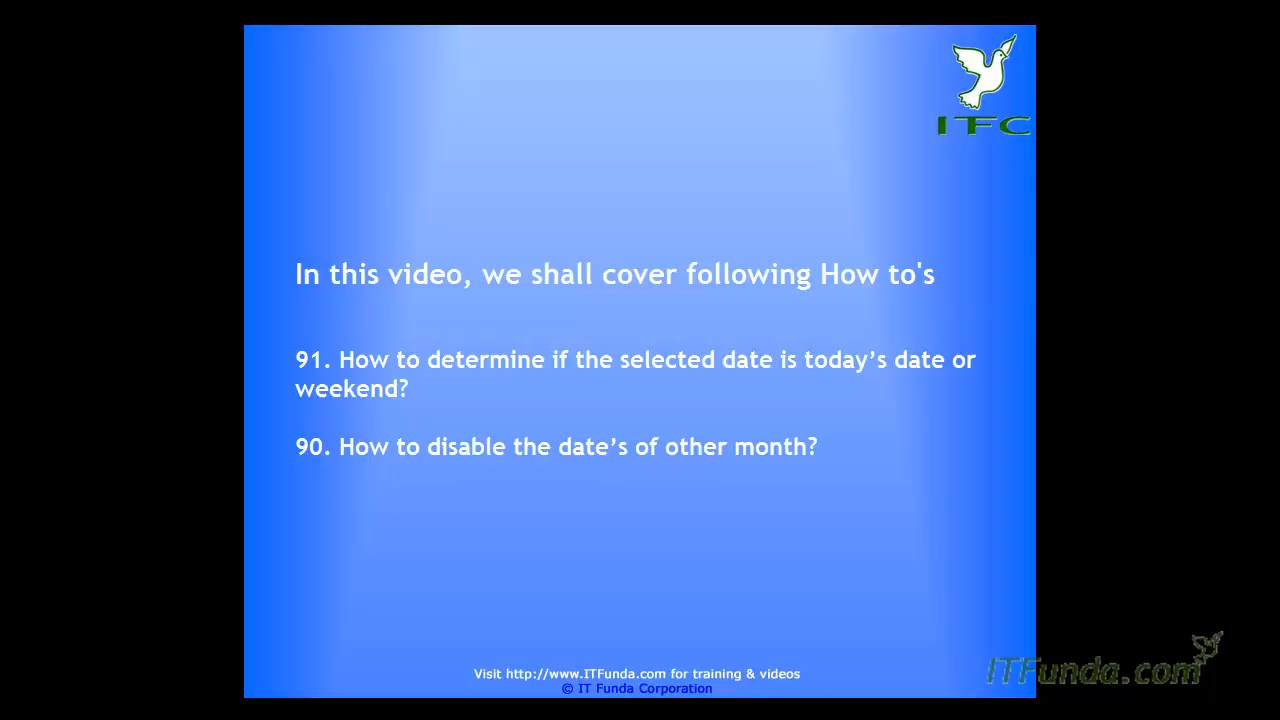 ITC
In this video, we shall cover following How to's
91. How to determine if the selected date is today’s date or
weekend?
90. How to disable the date’s of other month?
Visit http://www.ITFunda.com for training & videos
© IT Funda Corporation
ITFunda.com